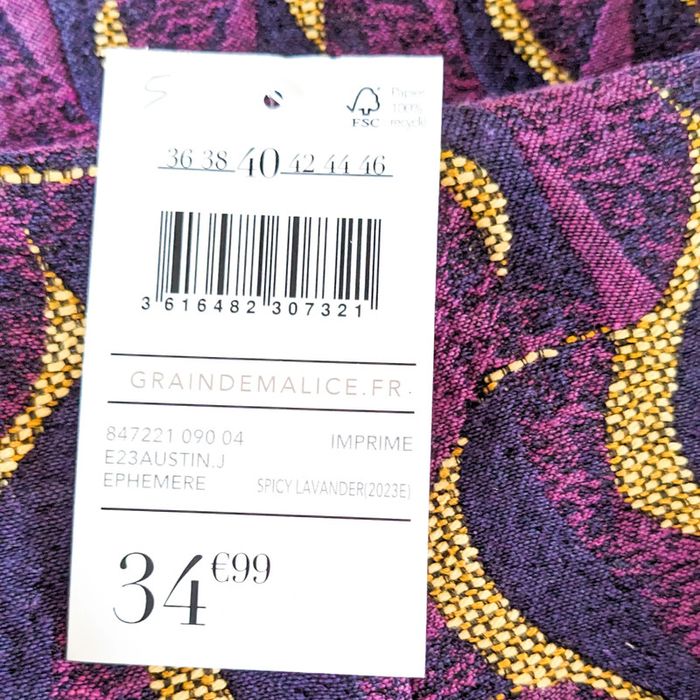 5
FSC
Papier
100%
recyclé
36 38 40 42 44 46
3 616482 307321
GRAINDEMALICE.FR
847221 090 04
IMPRIME
E23AUSTIN.J
EPHEMERE
SPICY LAVANDER(2023E)
34€99